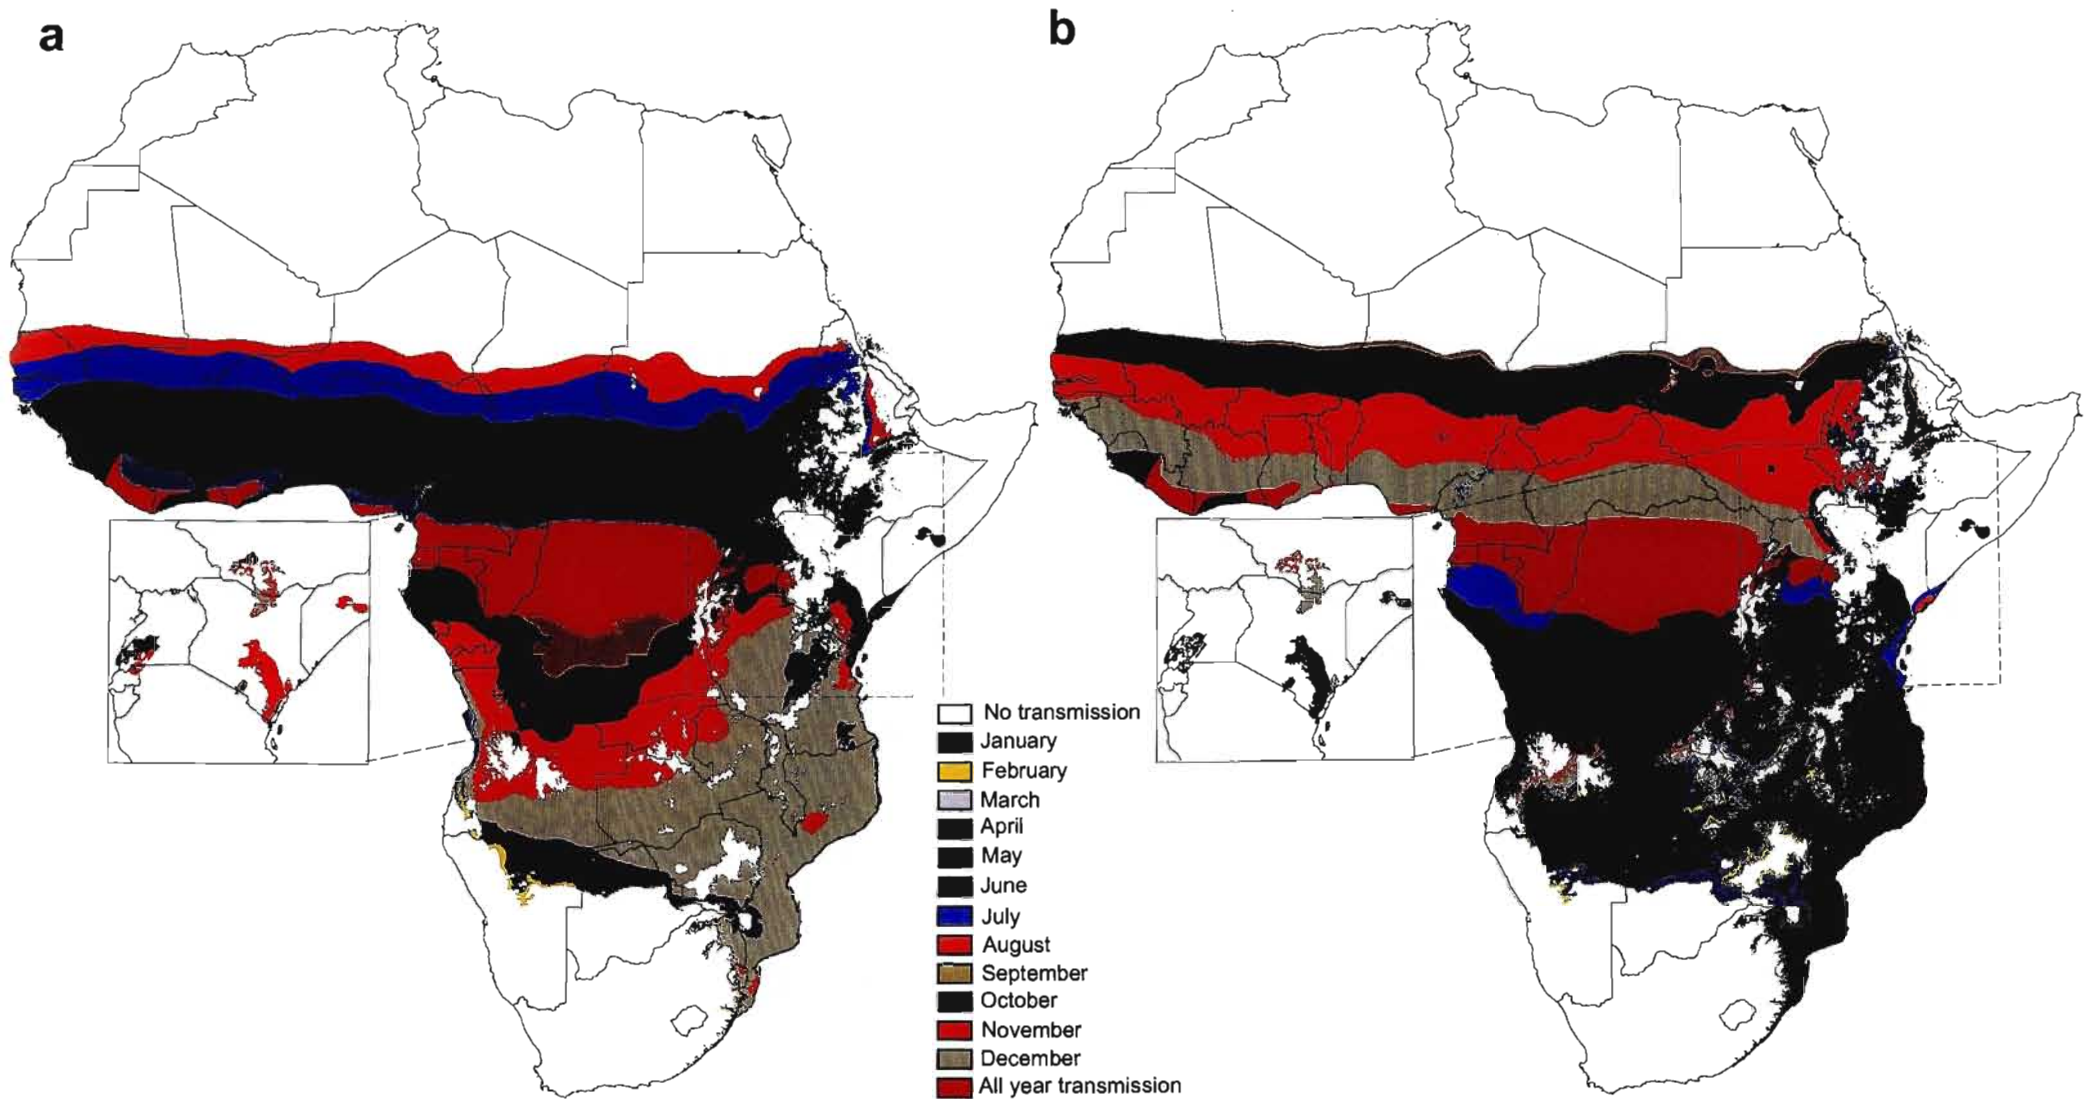 a
b
No transmission
January
February
March
April
May
June
July
August
September
October
November
December
All year transmission